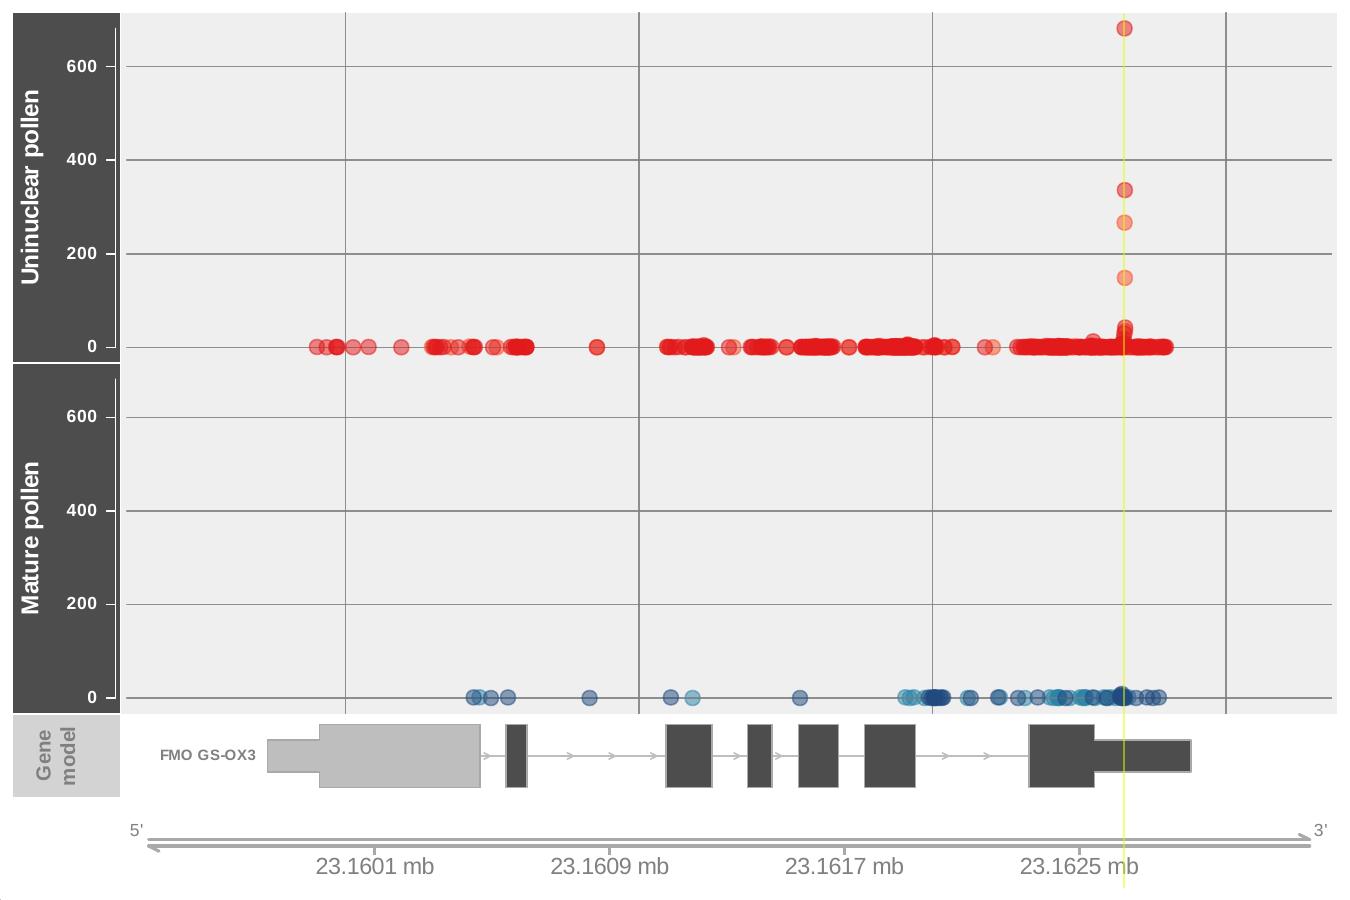 Uninuclear pollen
600
400
200
0
Mature pollen
600
400
200
0
Gene
model
FMO GS-OX3
5'
3'
23.1601 mb
23.1609 mb
23.1617 mb
23.1625 mb